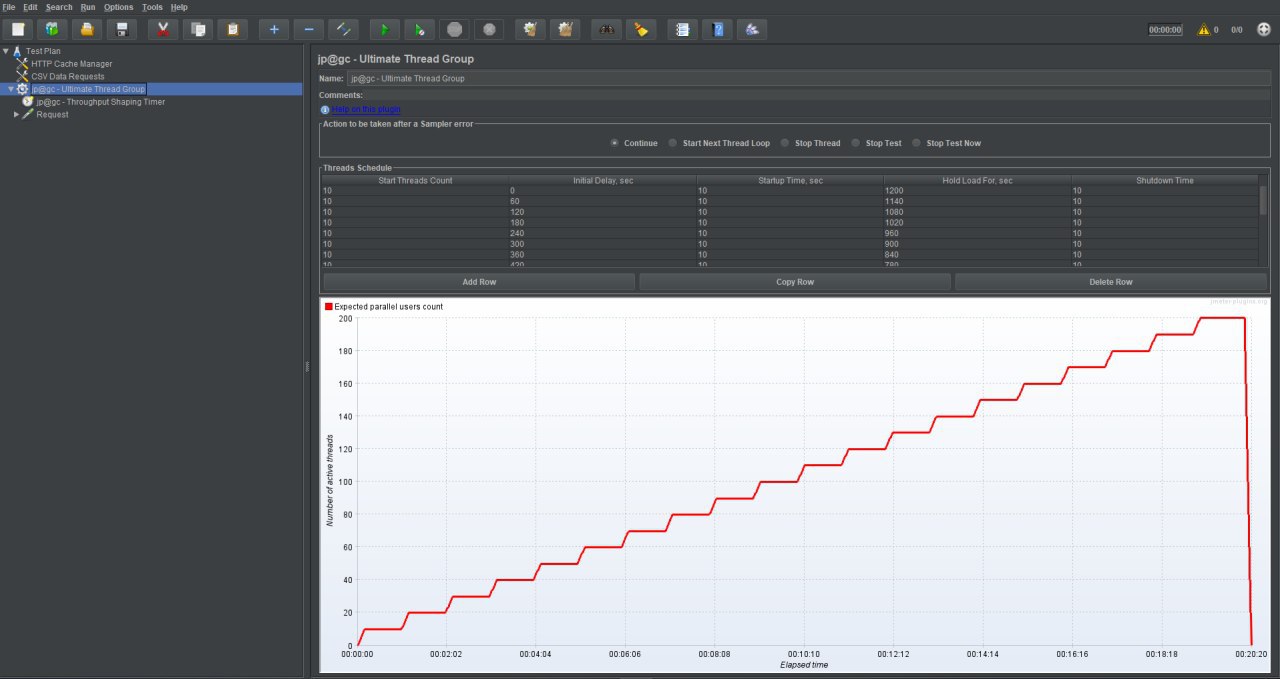 File Edit Search Run Options Tools Help
00:00:00 0 0/0
Test Plan
HTTP Cache Manager
CSV Data Requests
jp@gc - Ultimate Thread Group
jp@gc - Throughput Shaping Timer
Request
jp@gc - Ultimate Thread Group
Name: jp@gc - Ultimate Thread Group
Comments:
Help on this plugin
Action to be taken after a Sampler error
Continue Start Next Thread Loop Stop Thread Stop Test Stop Test Now
Threads Schedule
Start Threads Count Initial Delay, sec Startup Time, sec Hold Load For, sec Shutdown Time
10 0 10 1200 10
10 60 10 1140 10
10 120 10 1080 10
10 180 10 1020 10
10 240 10 960 10
10 300 10 900 10
10 360 10 840 10
10 420 10 780 10
Add Row Copy Row Delete Row
jmeter-plugins.org
Expected parallel users count
200
180
160
140
120
100
80
60
40
20
0
Number of active threads
00:00:00 00:02:02 00:04:04 00:06:06 00:08:08 00:10:10 00:12:12 00:14:14 00:16:16 00:18:18 00:20:20
Elapsed time